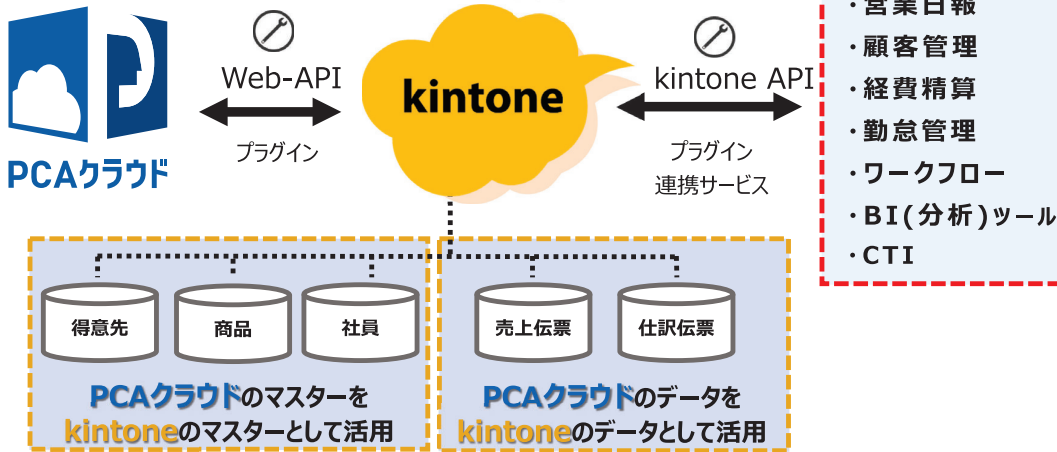 PCAクラウド
Web-API
プラグイン
kintone
kintone API
プラグイン
連携サービス
・営業日報
・顧客管理
・経費精算
・勤怠管理
・ワークフロー
・BI(分析)ツール
・CTI
得意先
商品
社員
売上伝票
仕訳伝票
PCAクラウドのマスターを
kintoneのマスターとして活用
PCAクラウドのデータを
kintoneのデータとして活用